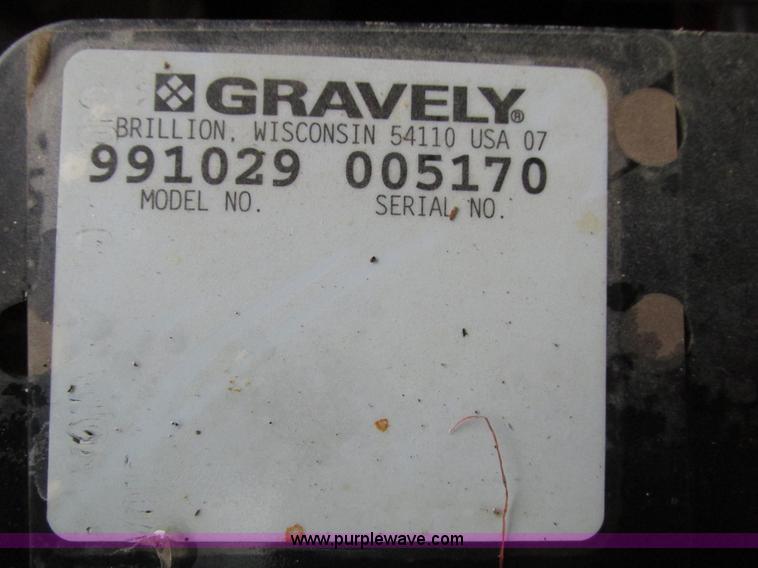 GRAVELY®
BRILLION, WISCONSIN 54110 USA 07
991029 005170
MODEL NO. SERIAL NO.
www.purplewave.com